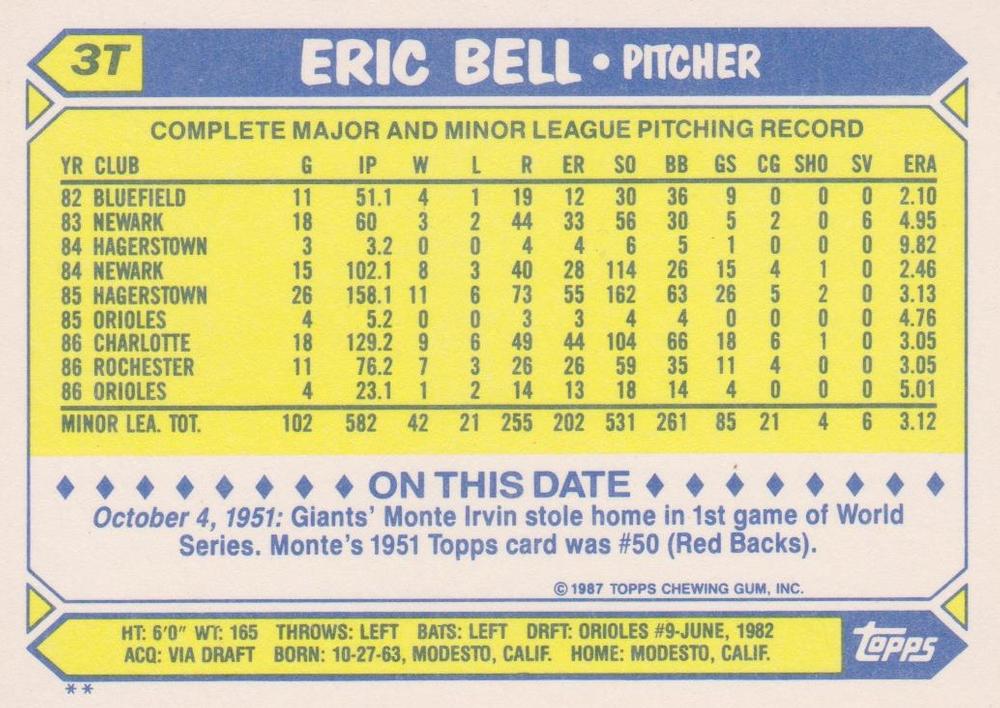 3T ERIC BELL • PITCHER
COMPLETE MAJOR AND MINOR LEAGUE PITCHING RECORD
YR CLUB G IP W L R ER SO BB GS CG SHO SV ERA
82 BLUEFIELD 11 51.1 4 1 19 12 30 36 9 0 0 0 2.10
83 NEWARK 18 60 3 2 44 33 56 30 5 2 0 6 4.95
84 HAGERSTOWN 3 3.2 0 0 4 4 6 5 1 0 0 0 9.82
84 NEWARK 15 102.1 8 3 40 28 114 26 15 4 1 0 2.46
85 HAGERSTOWN 26 158.1 11 6 73 55 162 63 26 5 2 0 3.13
85 ORIOLES 4 5.2 0 0 3 3 4 4 0 0 0 0 4.76
86 CHARLOTTE 18 129.2 9 6 49 44 104 66 18 6 1 0 3.05
86 ROCHESTER 11 76.2 7 3 26 26 59 35 11 4 0 0 3.05
86 ORIOLES 4 23.1 1 2 14 13 18 14 4 0 0 0 5.01
MINOR LEA. TOT. 102 582 42 21 255 202 531 261 85 21 4 6 3.12
ON THIS DATE
October 4, 1951: Giants' Monte Irvin stole home in 1st game of World
Series. Monte's 1951 Topps card was #50 (Red Backs).
© 1987 TOPPS CHEWING GUM, INC.
HT: 6'0" WT: 165 THROWS: LEFT BATS: LEFT DRFT: ORIOLES #9-JUNE, 1982
ACQ: VIA DRAFT BORN: 10-27-63, MODESTO, CALIF. HOME: MODESTO, CALIF.
topps
**